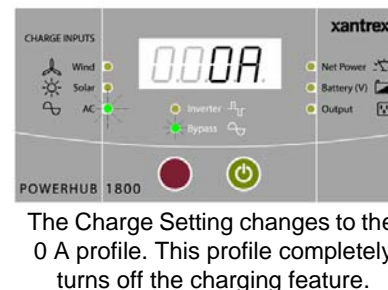 xantrex
CHARGE INPUTS
Wind
Solar
AC
0.0.0A.
Inverter
Bypass
Net Power
Battery (V)
Output
POWERHUB 1800
The Charge Setting changes to the
0 A profile. This profile completely
turns off the charging feature.